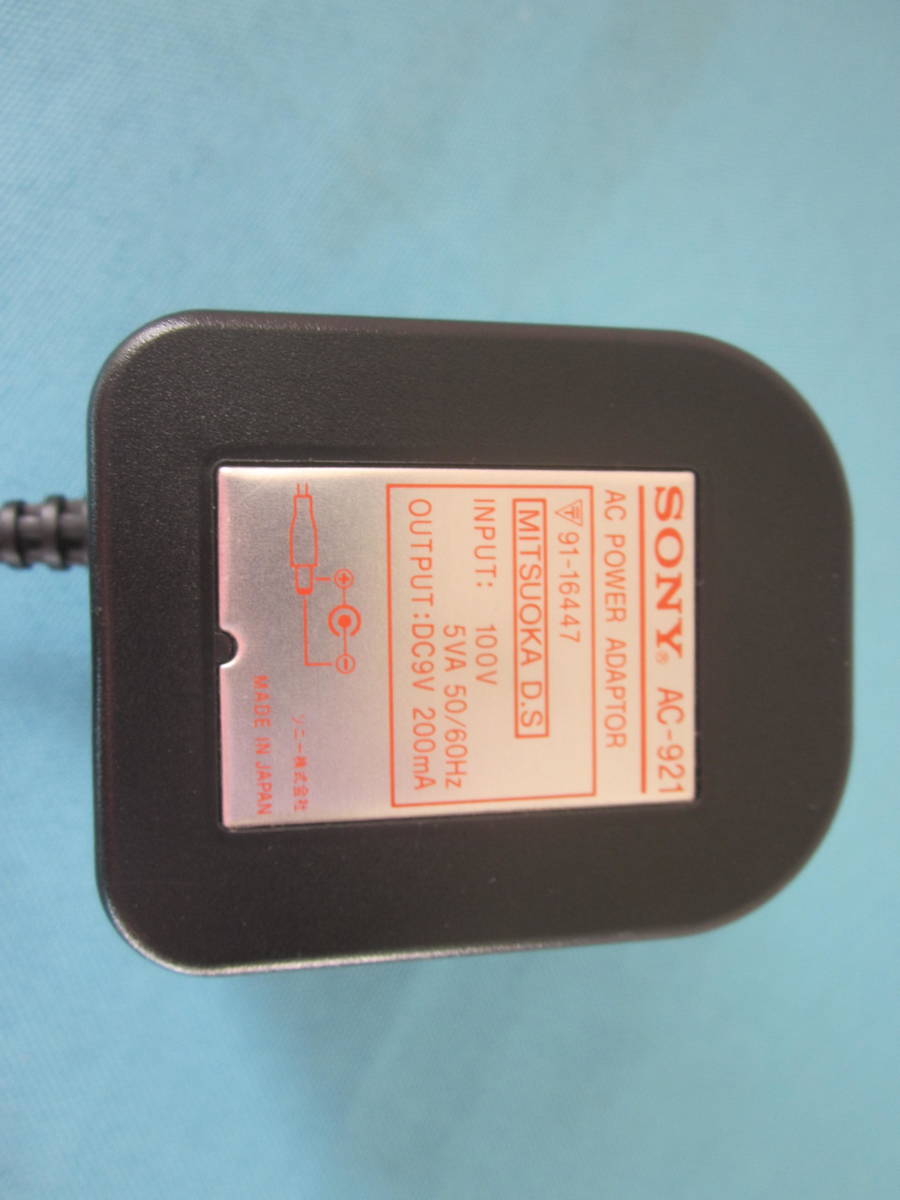 SONY® AC-921
AC POWER ADAPTOR
〒 91-16447
MITSUOKA D.S
INPUT: 100V
5VA 50/60Hz
OUTPUT:DC9V 200mA
+ −
ソニー株式会社
MADE IN JAPAN